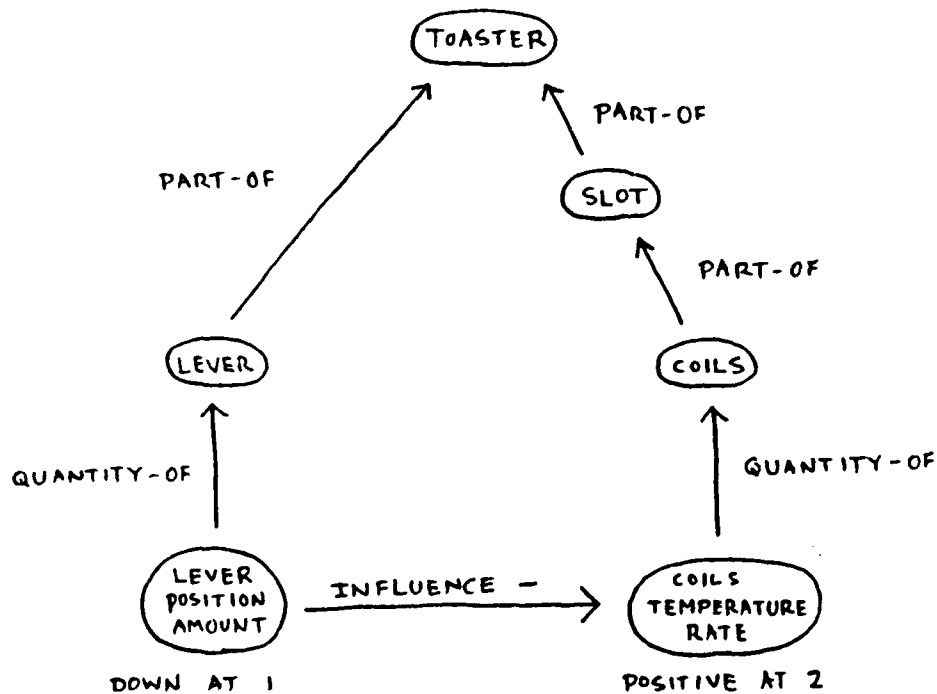 TOASTER
PART-OF
PART-OF
SLOT
PART-OF
LEVER
COILS
QUANTITY-OF
QUANTITY-OF
LEVER
POSITION
AMOUNT
INFLUENCE -
COILS
TEMPERATURE
RATE
DOWN AT 1
POSITIVE AT 2